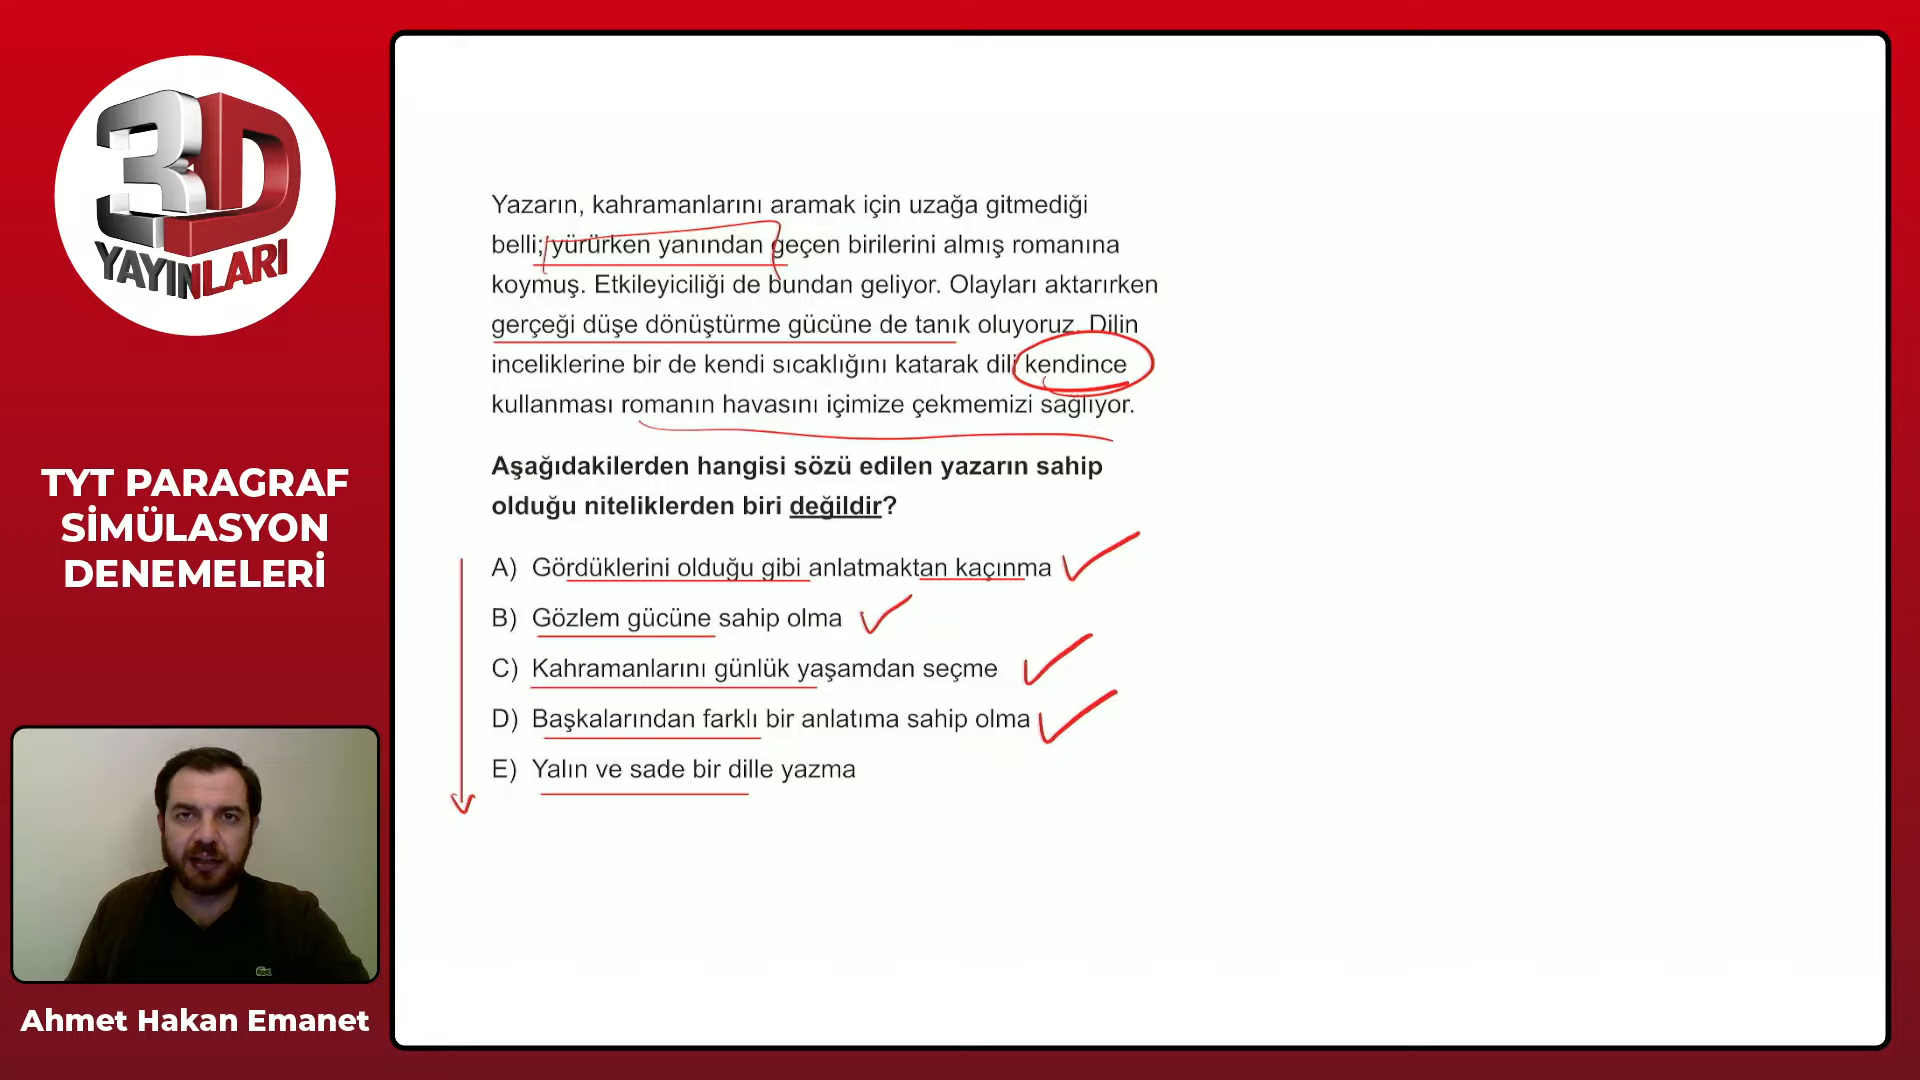 3D
YAYINLARI
TYT PARAGRAF
SİMÜLASYON
DENEMELERİ
Ahmet Hakan Emanet
Yazarın, kahramanlarını aramak için uzağa gitmediği
belli; yürürken yanından geçen birilerini almış romanına
koymuş. Etkileyiciliği de bundan geliyor. Olayları aktarırken
gerçeği düşe dönüştürme gücüne de tanık oluyoruz. Dilin
inceliklerine bir de kendi sıcaklığını katarak dili kendince
kullanması romanın havasını içimize çekmemizi sağlıyor.
Aşağıdakilerden hangisi sözü edilen yazarın sahip
olduğu niteliklerden biri değildir?
A) Gördüklerini olduğu gibi anlatmaktan kaçınma
B) Gözlem gücüne sahip olma
C) Kahramanlarını günlük yaşamdan seçme
D) Başkalarından farklı bir anlatıma sahip olma
E) Yalın ve sade bir dille yazma